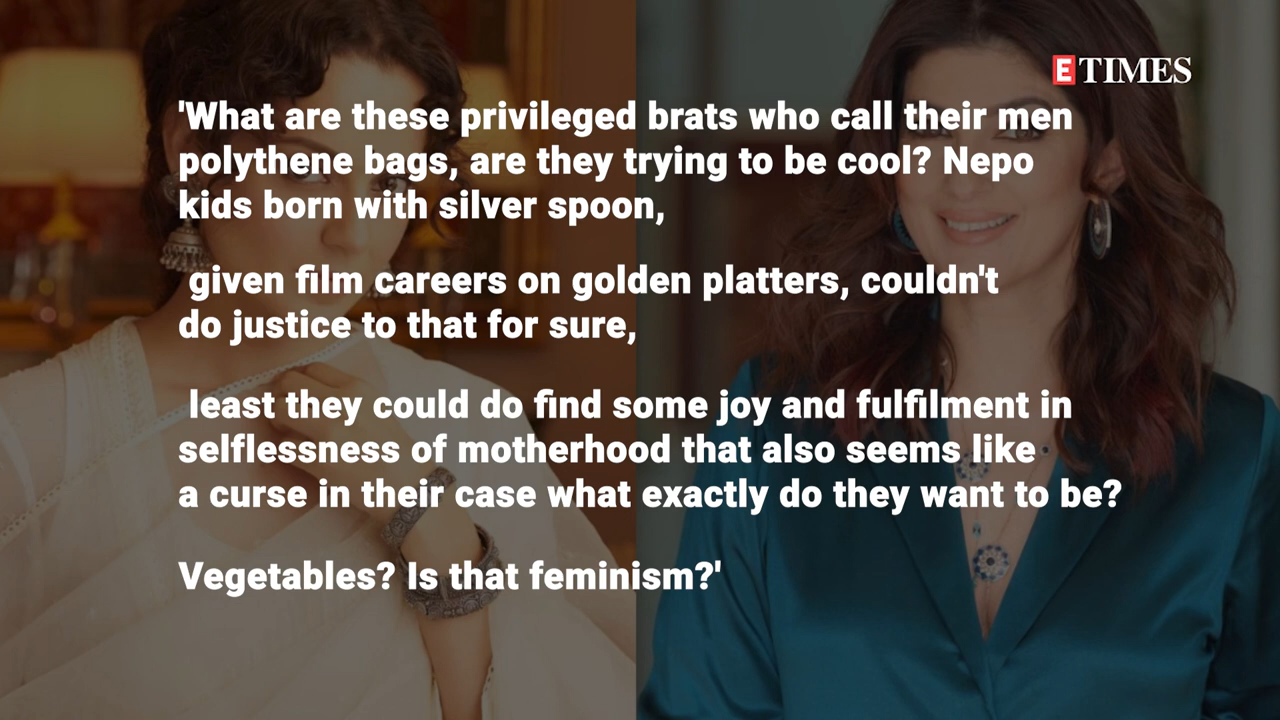 ETIMES
'What are these privileged brats who call their men
polythene bags, are they trying to be cool? Nepo
kids born with silver spoon,
given film careers on golden platters, couldn't
do justice to that for sure,
least they could do find some joy and fulfilment in
selflessness of motherhood that also seems like
a curse in their case what exactly do they want to be?
Vegetables? Is that feminism?'